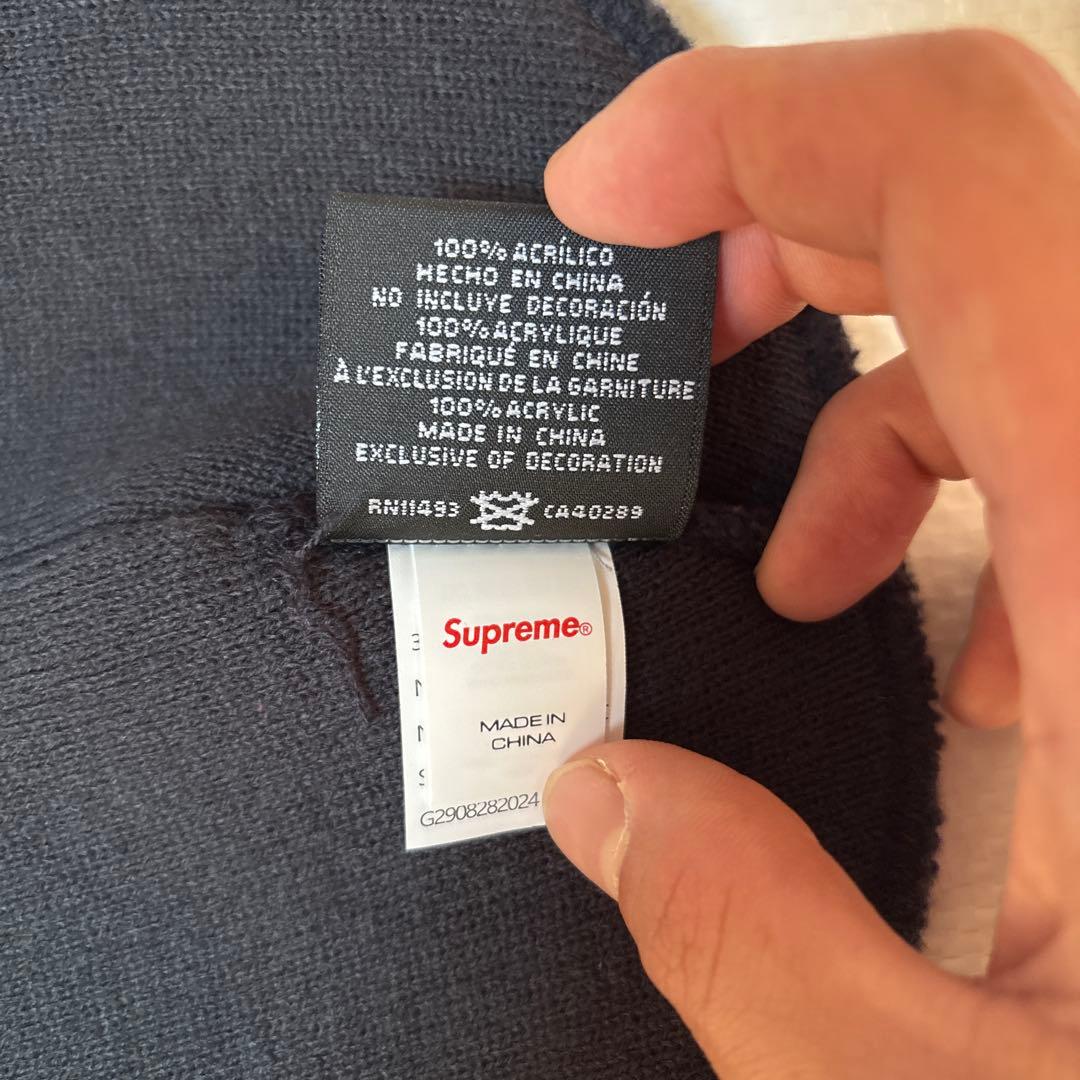 100% ACRÍLICO
HECHO EN CHINA
NO INCLUYE DECORACIÓN
100% ACRYLIQUE
FABRIQUÉ EN CHINE
À L'EXCLUSION DE LA GARNITURE
100% ACRYLIC
MADE IN CHINA
EXCLUSIVE OF DECORATION
RN11493 CA40289
Supreme®
MADE IN
CHINA
G2908282024